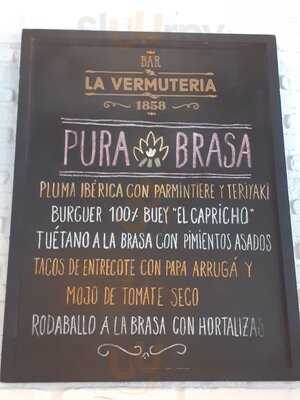 BAR
LA VERMUTERIA
1858
PURA BRASA
PLUMA IBÉRICA CON PARMINTIERE Y TERIYAKI
BURGUER 100% BUEY "EL CAPRICHO"
TUÉTANO A LA BRASA CON PIMIENTOS ASADOS
TACOS DE ENTRECOTE CON PAPA ARRUGÁ Y
MOJO DE TOMATE SECO
RODABALLO A LA BRASA CON HORTALIZAS